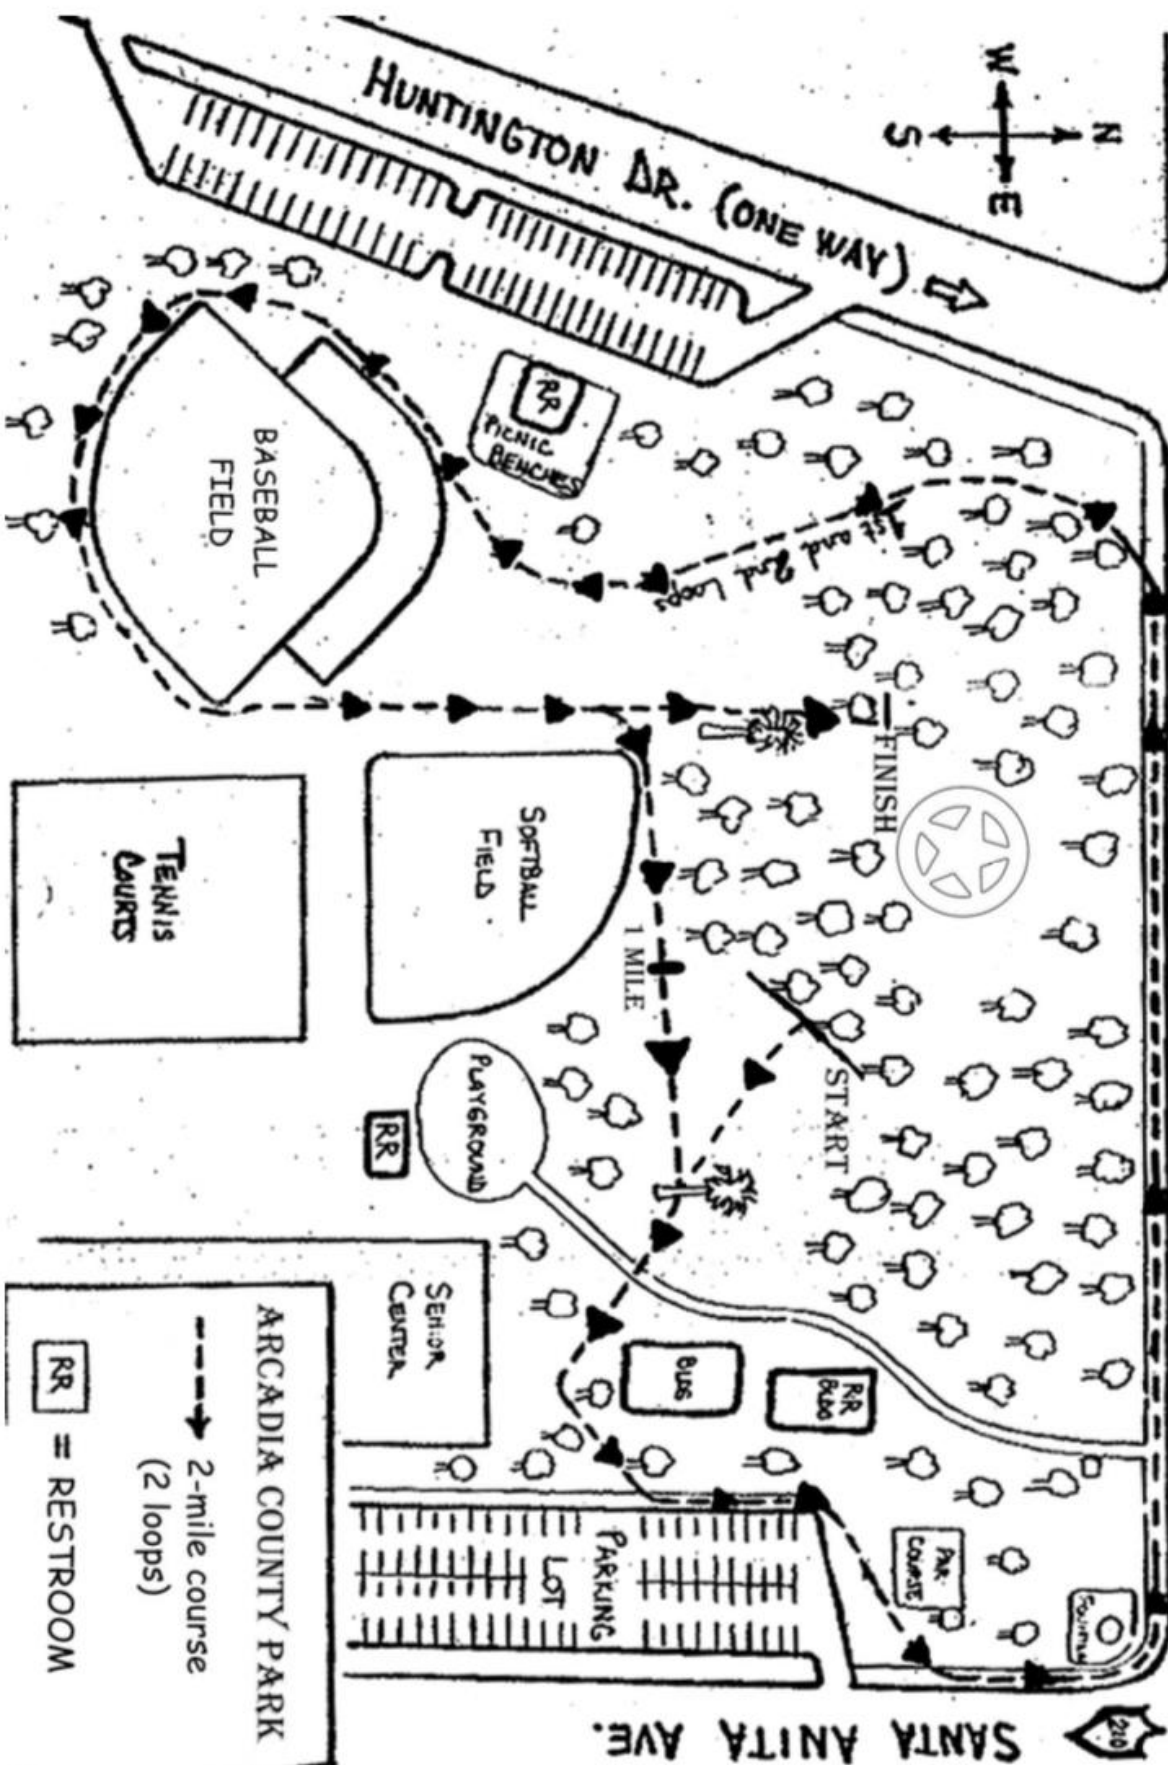 HUNTINGTON DR. (ONE WAY)
N
S
W
E
RR
PICNIC
BENCHES
1st and 2nd Loops
BASEBALL
FIELD
FINISH
SOFTBALL
FIELD
TENNIS
COURTS
1 MILE
START
PLAYGROUND
RR
SENIOR
CENTER
BLDG
R/R
BLDG
PAR
COURSE
FOUNTAIN
PARKING
LOT
SANTA ANITA AVE.
210
ARCADIA COUNTY PARK
2-mile course
(2 loops)
RR = RESTROOM